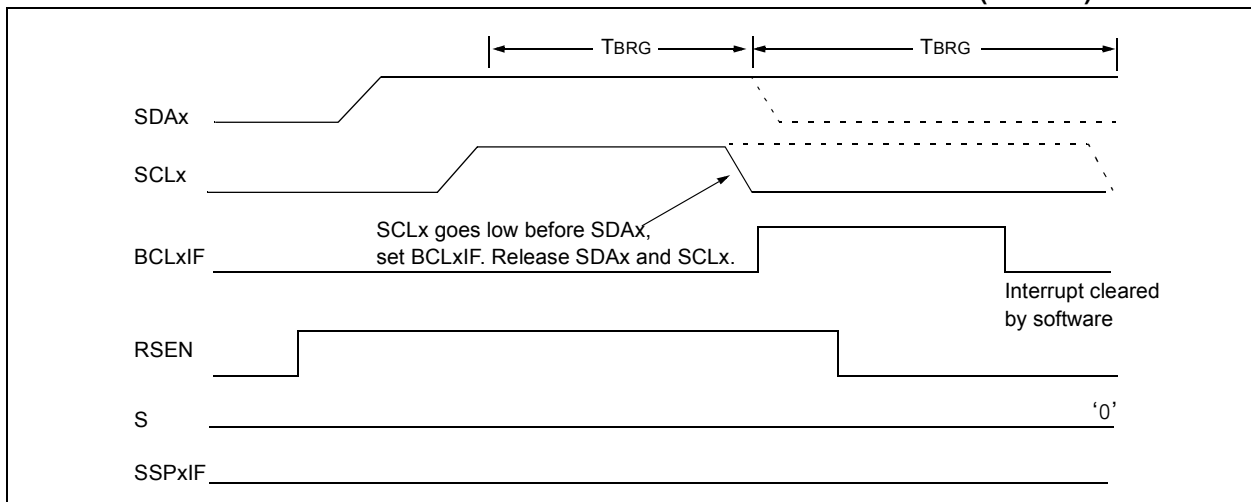 TBRG TBRG
SDAx
SCLx
SCLx goes low before SDAx,
set BCLxIF. Release SDAx and SCLx.
BCLxIF
Interrupt cleared
by software
RSEN
S ‘0’
SSPxIF